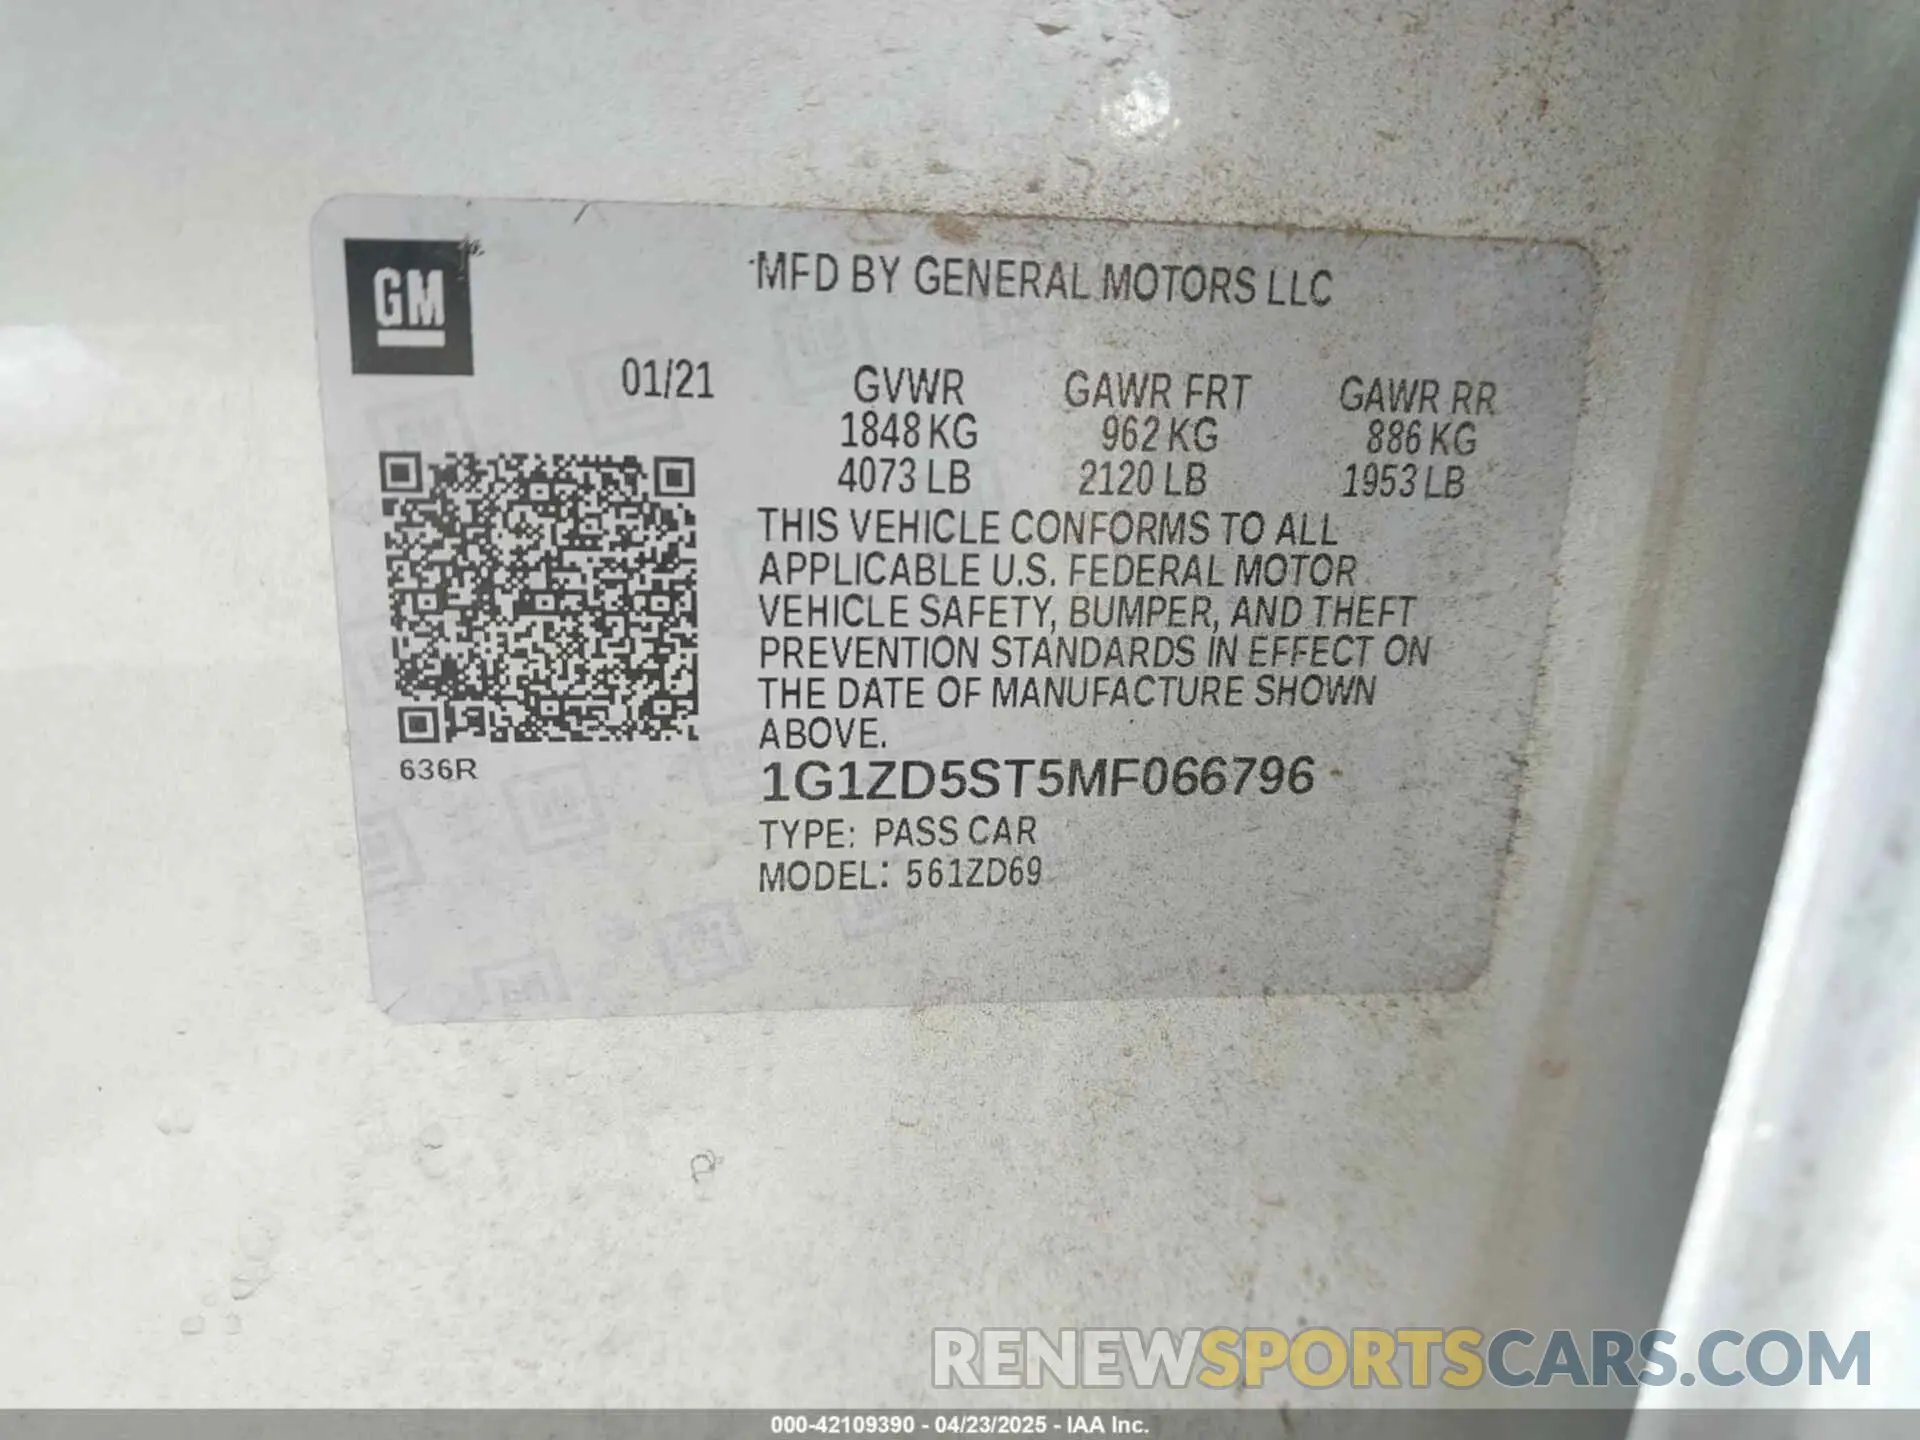 GM
MFD BY GENERAL MOTORS LLC
01/21 GVWR GAWR FRT GAWR RR
1848 KG 962 KG 886 KG
4073 LB 2120 LB 1953 LB
THIS VEHICLE CONFORMS TO ALL
APPLICABLE U.S. FEDERAL MOTOR
VEHICLE SAFETY, BUMPER, AND THEFT
PREVENTION STANDARDS IN EFFECT ON
THE DATE OF MANUFACTURE SHOWN
ABOVE.
636R
1G1ZD5ST5MF066796
TYPE: PASS CAR
MODEL: 561ZD69
RENEWSPORTSCARS.COM
000-42109390 - 04/23/2025 - IAA Inc.